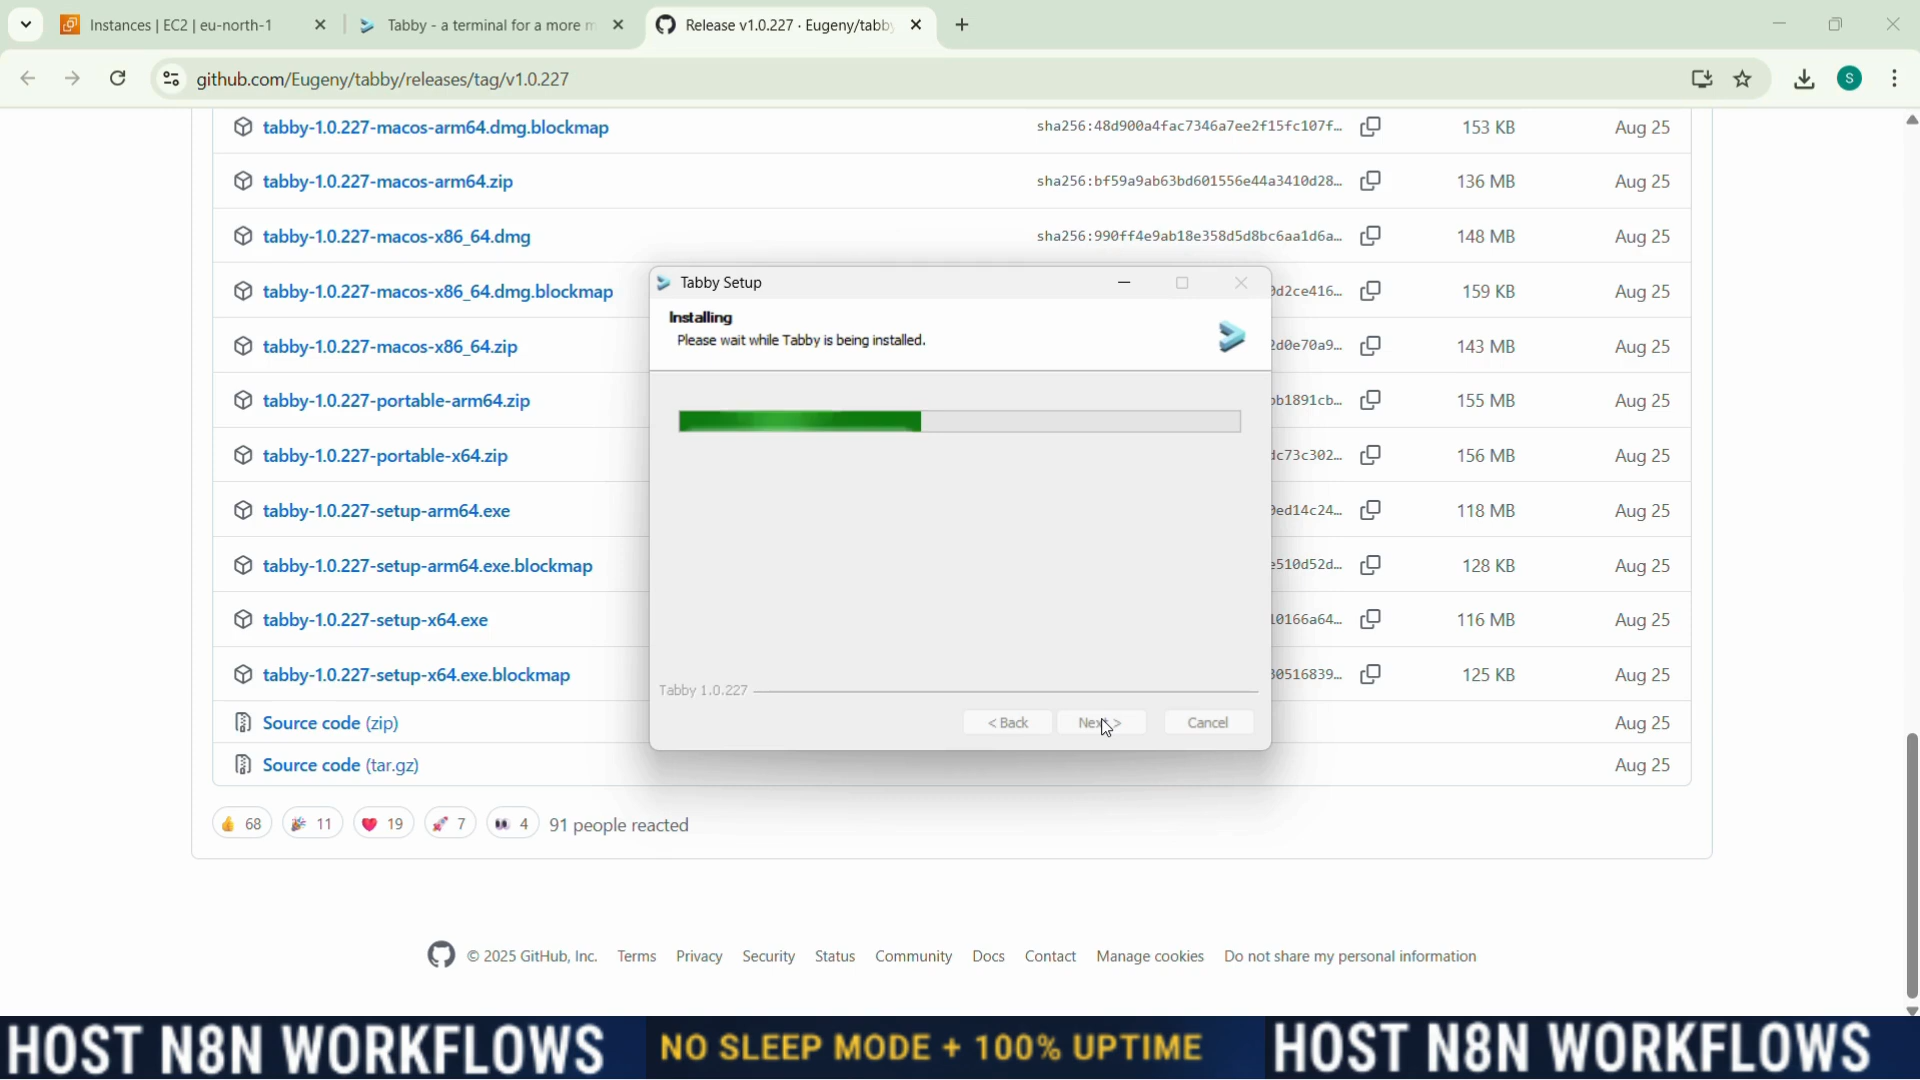 Instances | EC2 | eu-north-1
Tabby - a terminal for a more m
Release v1.0.227 · Eugeny/tabby
github.com/Eugeny/tabby/releases/tag/v1.0.227
S
tabby-1.0.227-macos-arm64.dmg.blockmap sha256:48d900a4fac7346a7ee2f15fc107f… 153 KB Aug 25
tabby-1.0.227-macos-arm64.zip sha256:bf59a9ab63bd601556e44a3410d28… 136 MB Aug 25
tabby-1.0.227-macos-x86_64.dmg sha256:990ff4e9ab18e358d5d8bc6aa1d6a… 148 MB Aug 25
tabby-1.0.227-macos-x86_64.dmg.blockmap d2ce416… 159 KB Aug 25
tabby-1.0.227-macos-x86_64.zip 2d0e70a9… 143 MB Aug 25
tabby-1.0.227-portable-arm64.zip b1891cb… 155 MB Aug 25
tabby-1.0.227-portable-x64.zip c73c302… 156 MB Aug 25
tabby-1.0.227-setup-arm64.exe ed14c24… 118 MB Aug 25
tabby-1.0.227-setup-arm64.exe.blockmap e510d52d… 128 KB Aug 25
tabby-1.0.227-setup-x64.exe 0166a64… 116 MB Aug 25
tabby-1.0.227-setup-x64.exe.blockmap 30516839… 125 KB Aug 25
Source code (zip) Aug 25
Source code (tar.gz) Aug 25
Tabby Setup
Installing
Please wait while Tabby is being installed.
Tabby 1.0.227
< Back Next > Cancel
68 11 19 7 4 91 people reacted
© 2025 GitHub, Inc. Terms Privacy Security Status Community Docs Contact Manage cookies Do not share my personal information
HOST N8N WORKFLOWS NO SLEEP MODE + 100% UPTIME HOST N8N WORKFLOWS